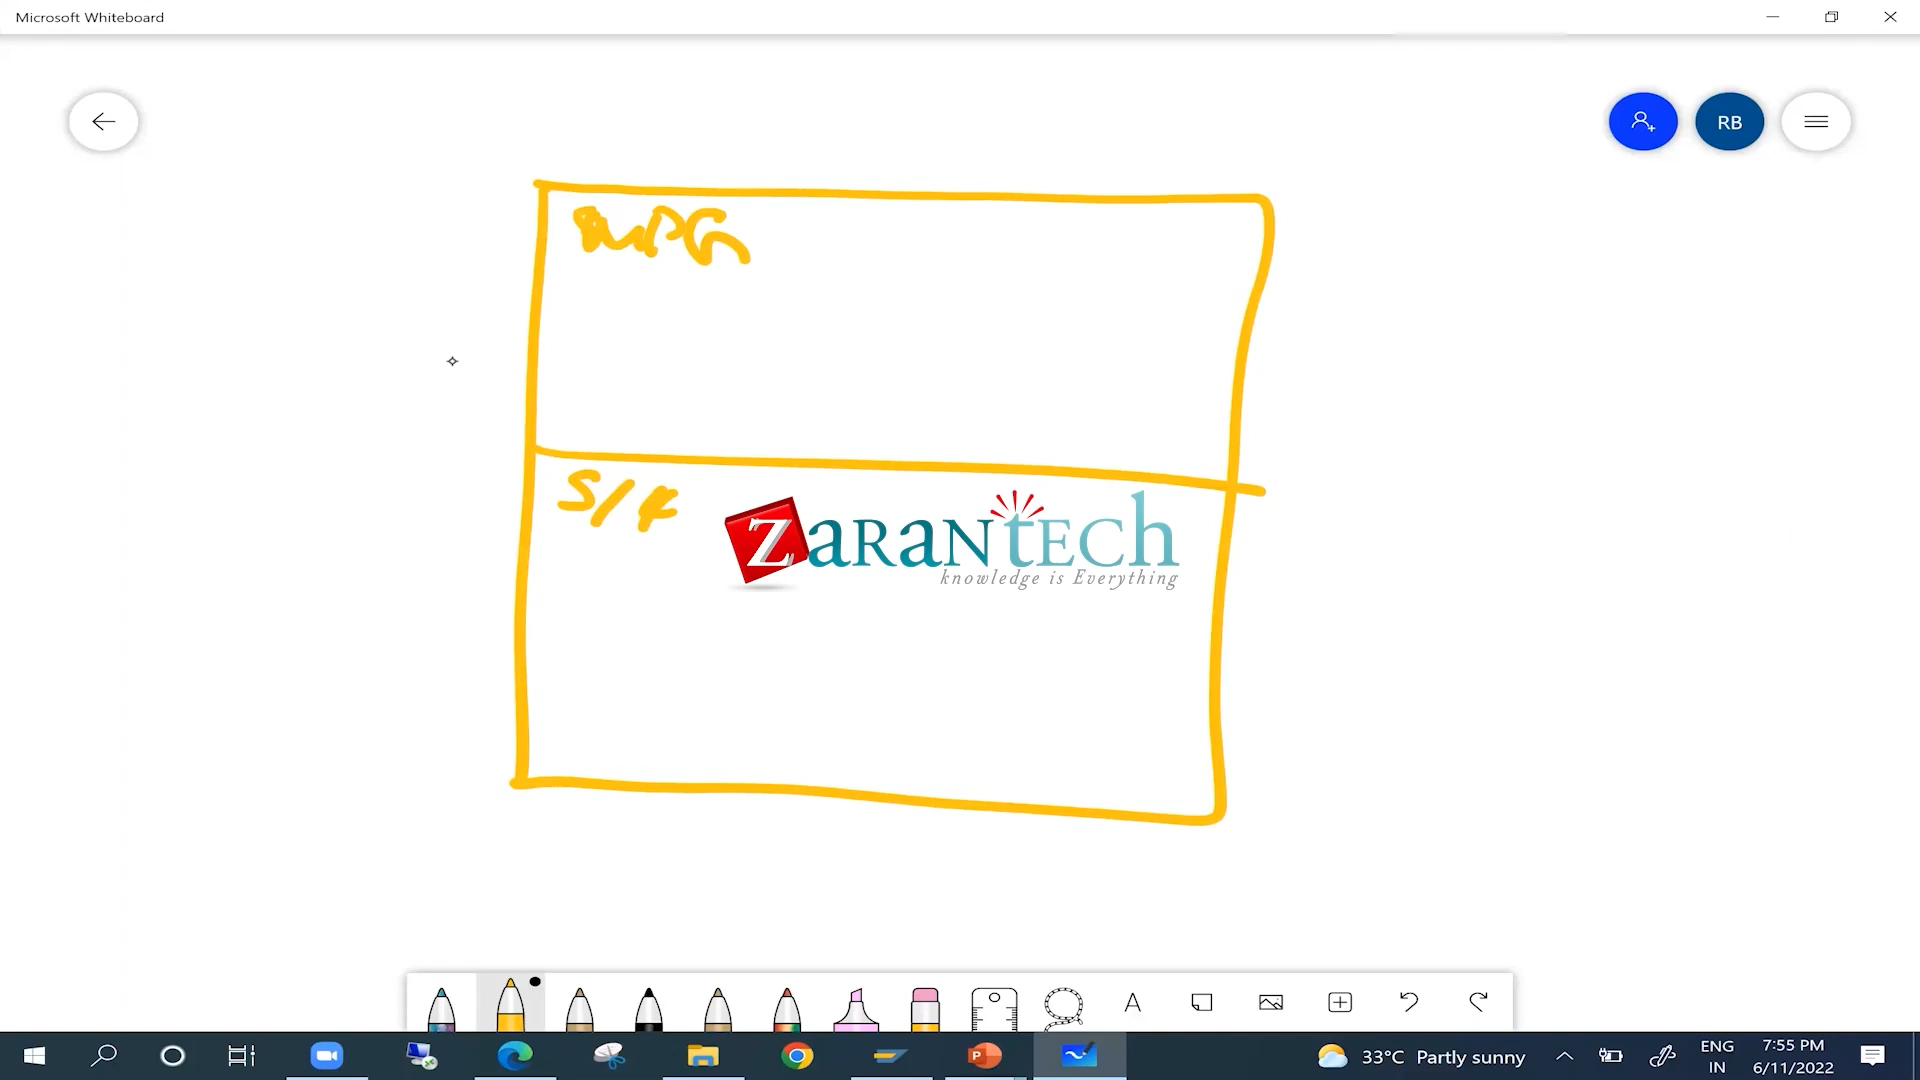 Microsoft Whiteboard
RB
MDG
S/4
ZaranTech
knowledge is Everything
A
33°C Partly sunny
ENG
IN
7:55 PM
6/11/2022